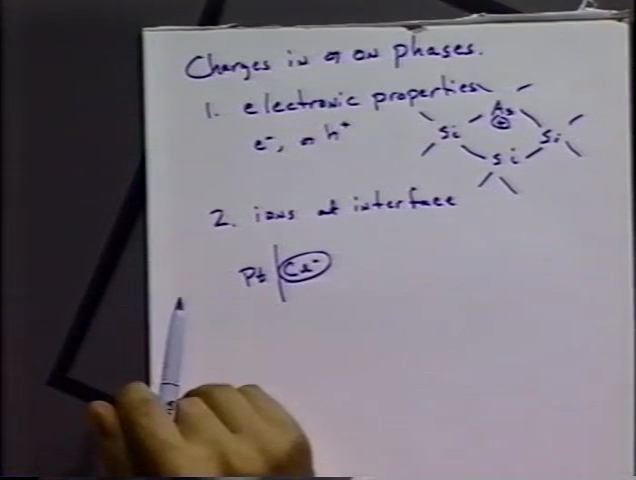 Charges in or on phases.
1. electronic properties
e⁻, or h⁺
As
⊕
Si Si
Si
2. ions at interface
Pt | Cl⁻